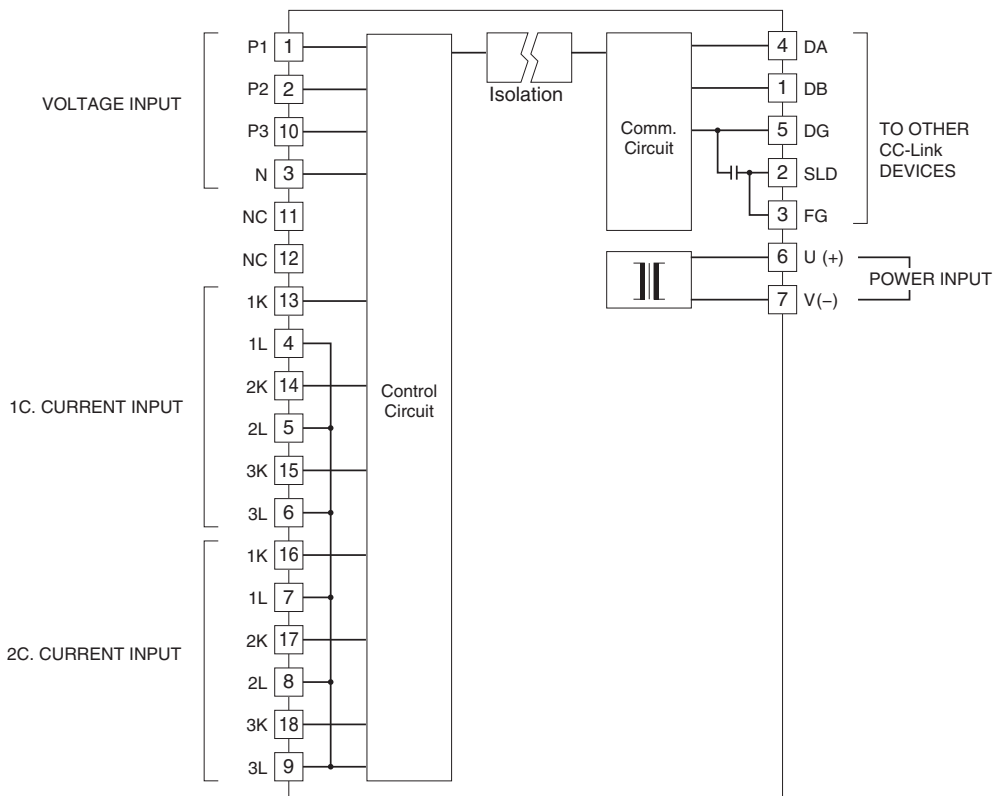 VOLTAGE INPUT
P1 1
P2 2
P3 10
N 3
NC 11
NC 12
1C. CURRENT INPUT
1K 13
1L 4
2K 14
2L 5
3K 15
3L 6
2C. CURRENT INPUT
1K 16
1L 7
2K 17
2L 8
3K 18
3L 9
Control
Circuit
Isolation
Comm.
Circuit
4 DA
1 DB
5 DG
2 SLD
3 FG
TO OTHER
CC-Link
DEVICES
6 U (+)
7 V(−)
POWER INPUT